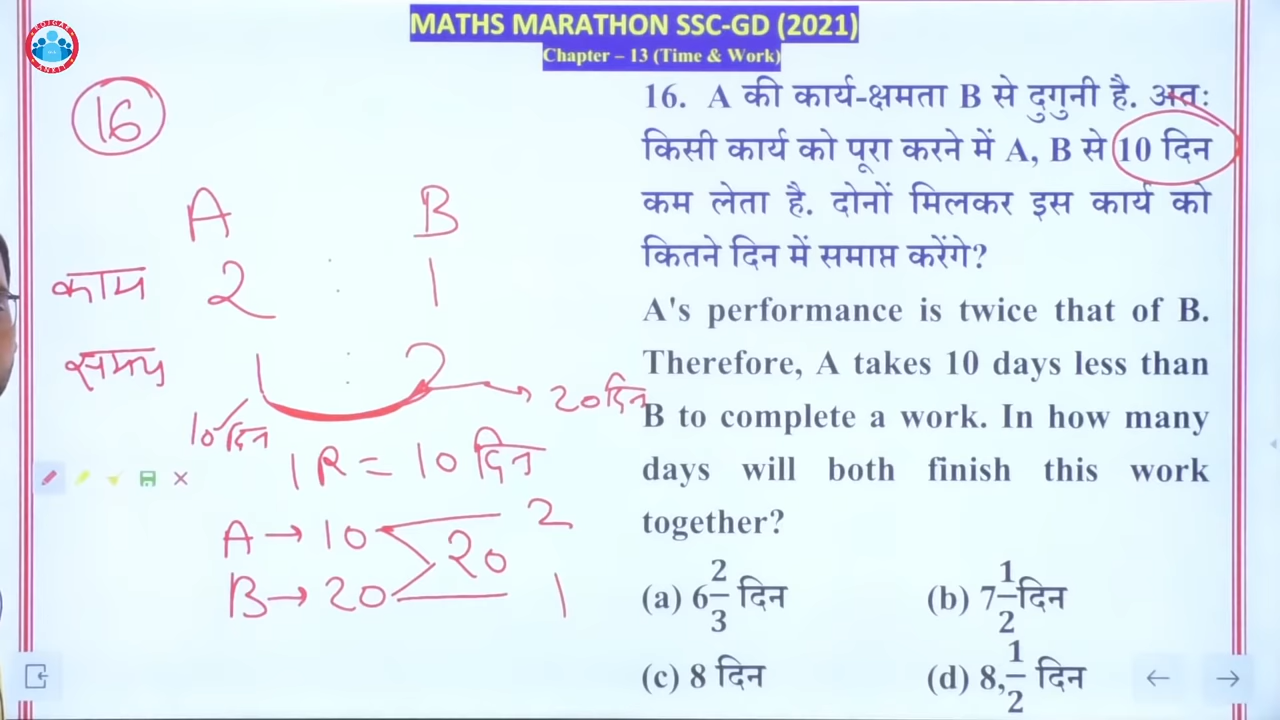 MATHS MARATHON SSC-GD (2021)
Chapter – 13 (Time & Work)
ROJGAR
ANKIT
16
A B
काम 2 : 1
समय 1 : 2
10 दिन
20 दिन
1 R = 10 दिन
A → 10 2
20
B → 20 1
16. A की कार्य-क्षमता B से दुगुनी है. अतः
किसी कार्य को पूरा करने में A, B से 10 दिन
कम लेता है. दोनों मिलकर इस कार्य को
कितने दिन में समाप्त करेंगे?
A's performance is twice that of B.
Therefore, A takes 10 days less than
B to complete a work. In how many
days will both finish this work
together?
(a) 6 2/3 दिन (b) 7 1/2 दिन
(c) 8 दिन (d) 8, 1/2 दिन